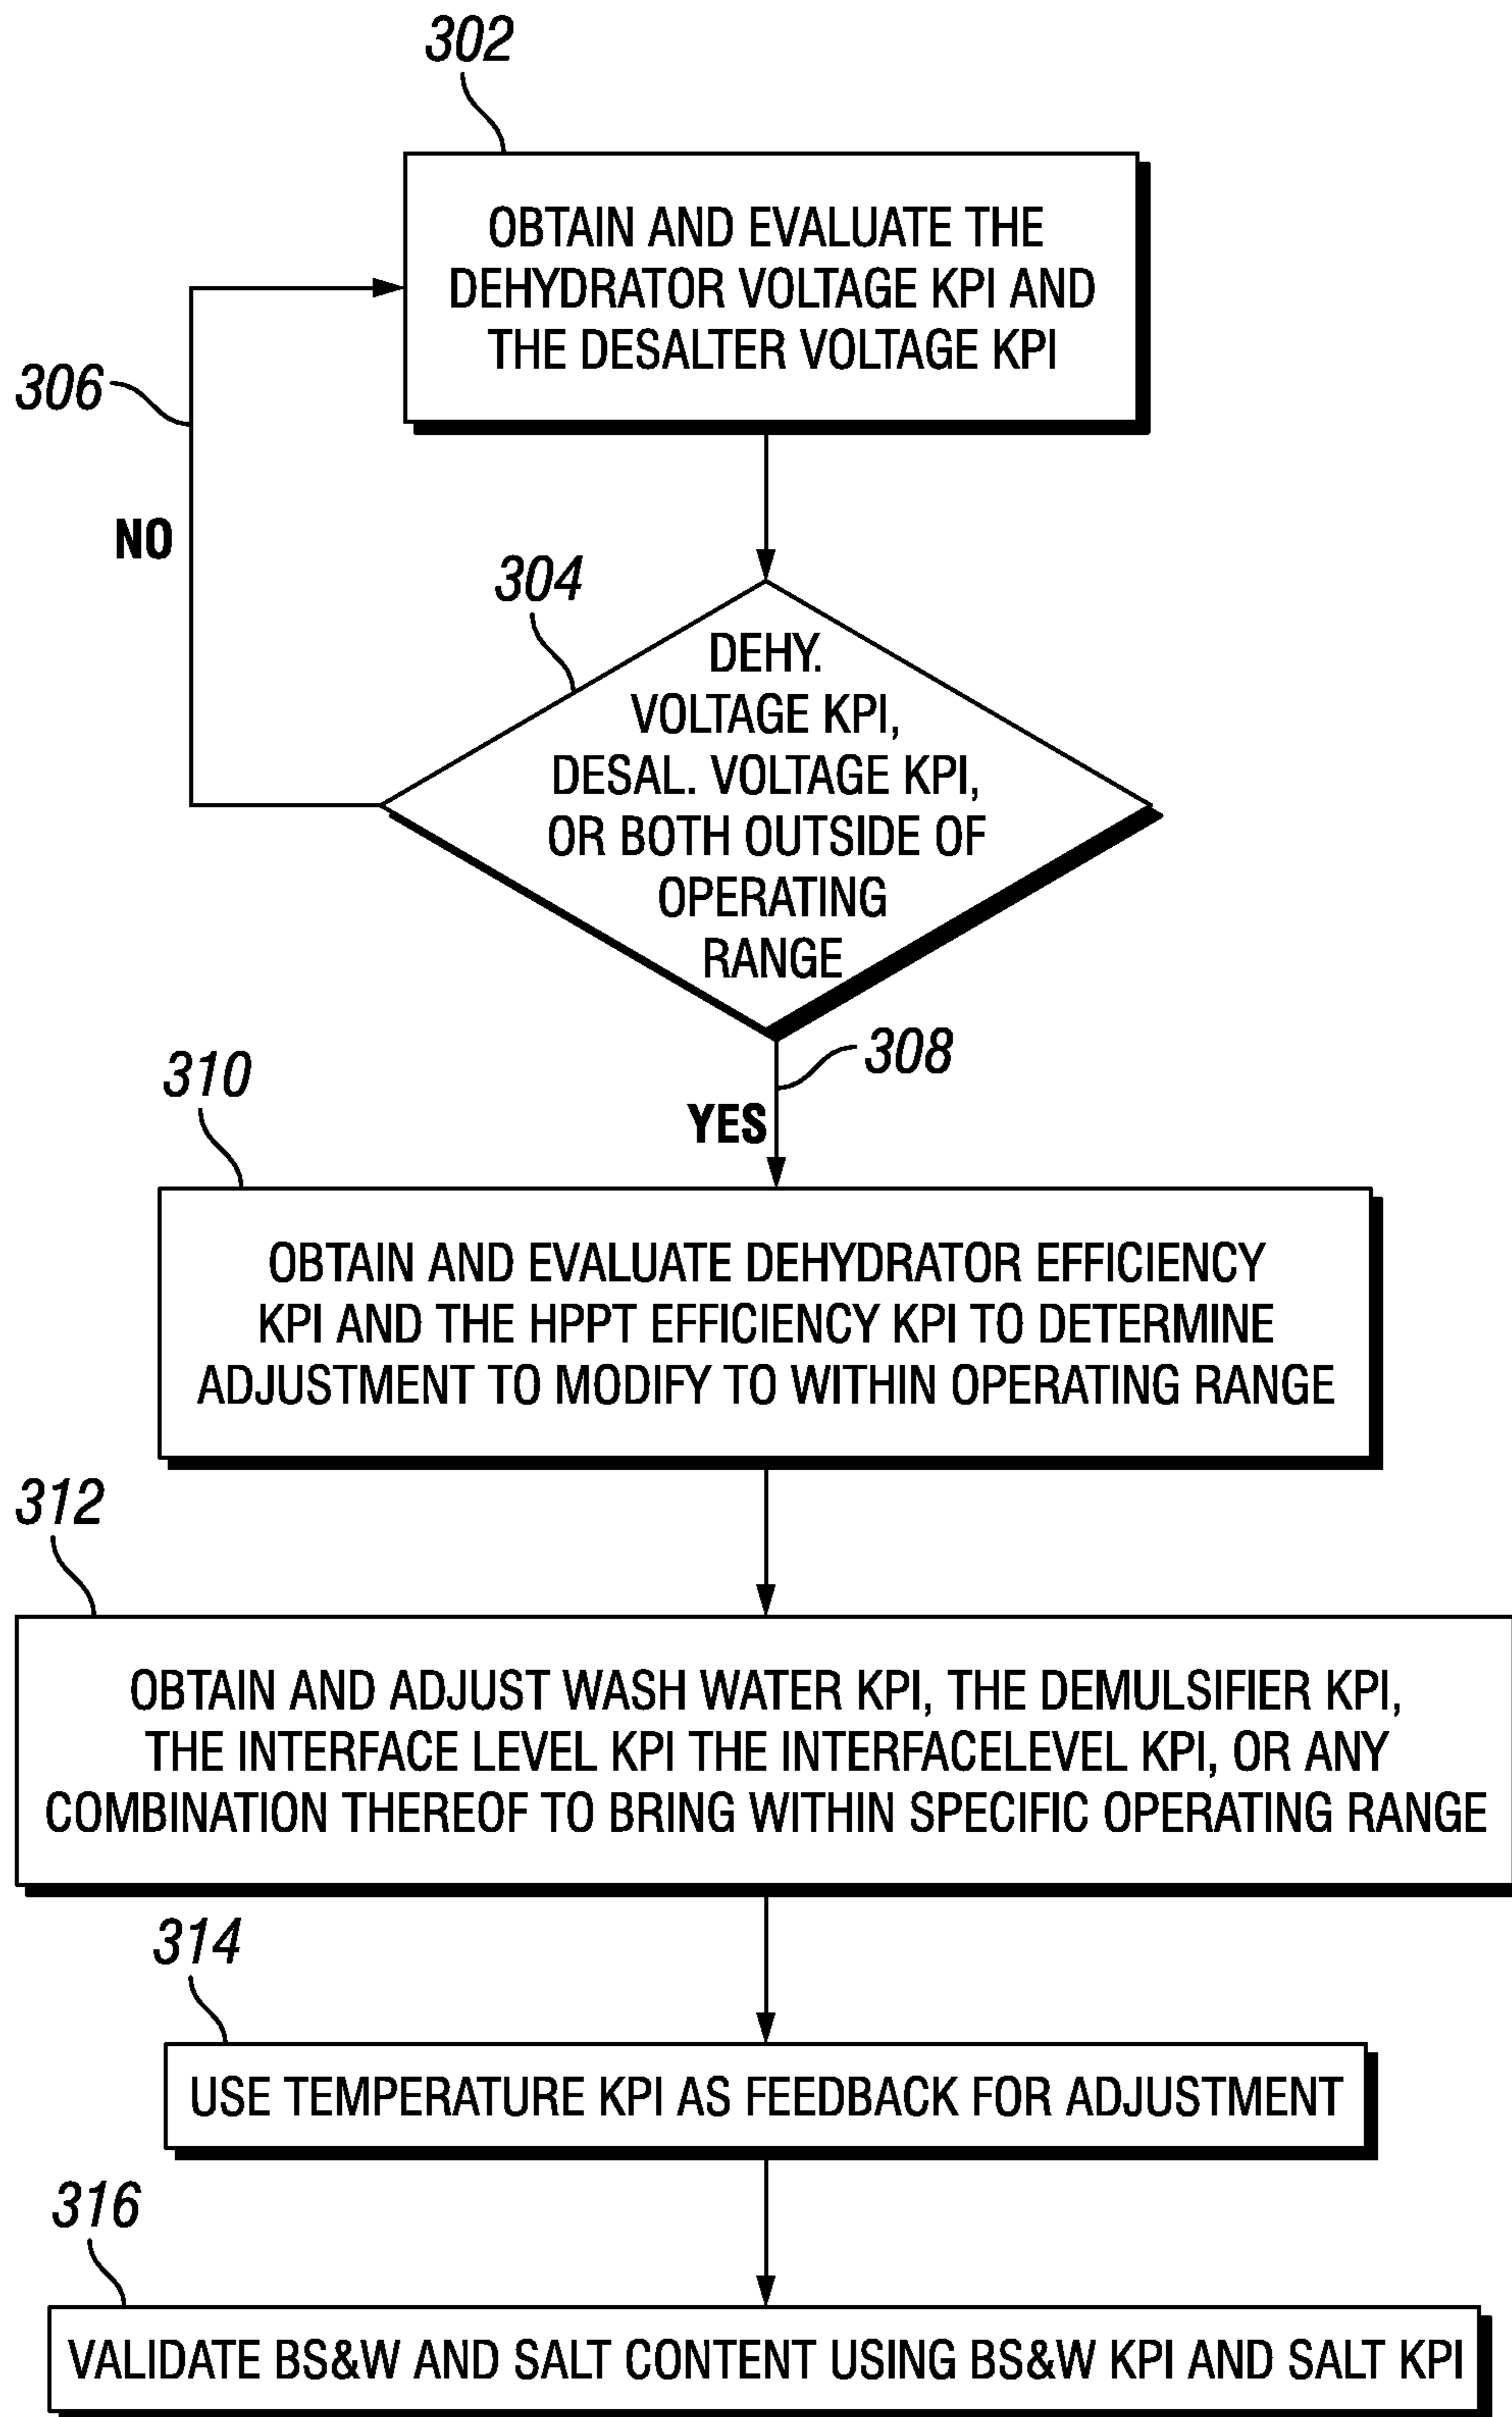 302
OBTAIN AND EVALUATE THE
DEHYDRATOR VOLTAGE KPI AND
THE DESALTER VOLTAGE KPI
306
NO
304
DEHY.
VOLTAGE KPI,
DESAL. VOLTAGE KPI,
OR BOTH OUTSIDE OF
OPERATING
RANGE
308
YES
310
OBTAIN AND EVALUATE DEHYDRATOR EFFICIENCY
KPI AND THE HPPT EFFICIENCY KPI TO DETERMINE
ADJUSTMENT TO MODIFY TO WITHIN OPERATING RANGE
312
OBTAIN AND ADJUST WASH WATER KPI, THE DEMULSIFIER KPI,
THE INTERFACE LEVEL KPI THE INTERFACELEVEL KPI, OR ANY
COMBINATION THEREOF TO BRING WITHIN SPECIFIC OPERATING RANGE
314
USE TEMPERATURE KPI AS FEEDBACK FOR ADJUSTMENT
316
VALIDATE BS&W AND SALT CONTENT USING BS&W KPI AND SALT KPI